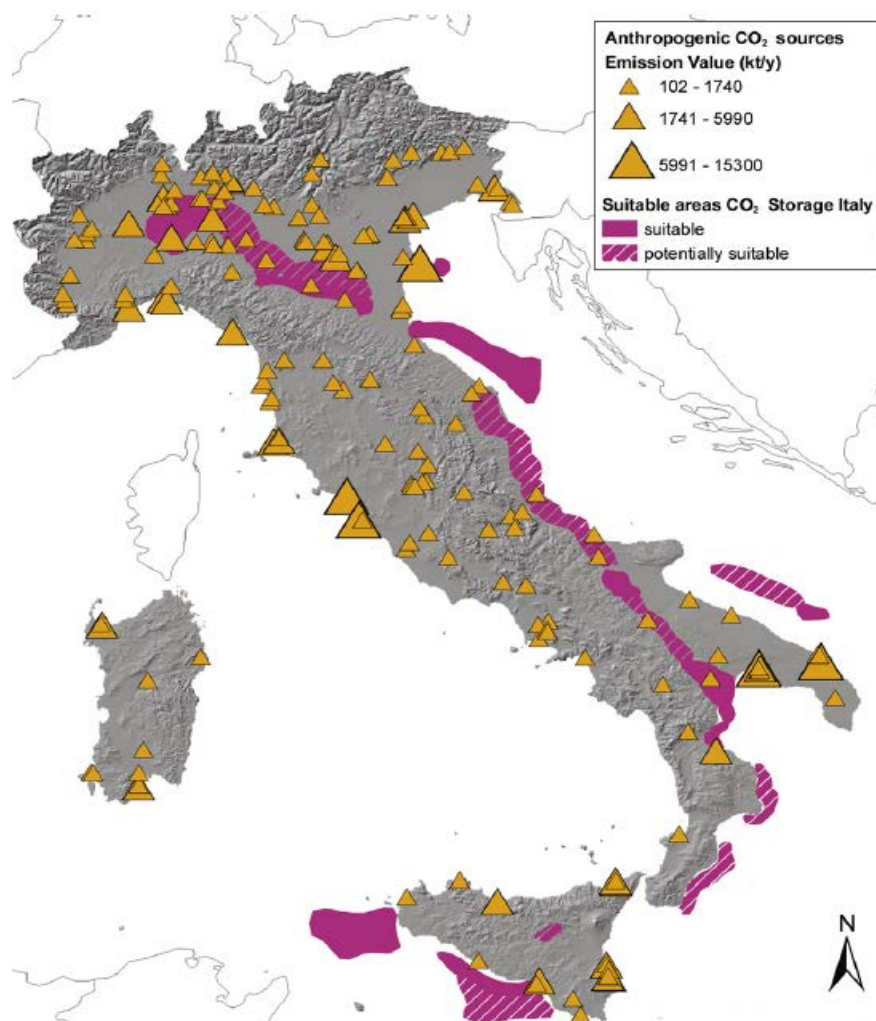 Anthropogenic CO₂ sources
Emission Value (kt/y)
102 - 1740
1741 - 5990
5991 - 15300
Suitable areas CO₂ Storage Italy
suitable
potentially suitable
N